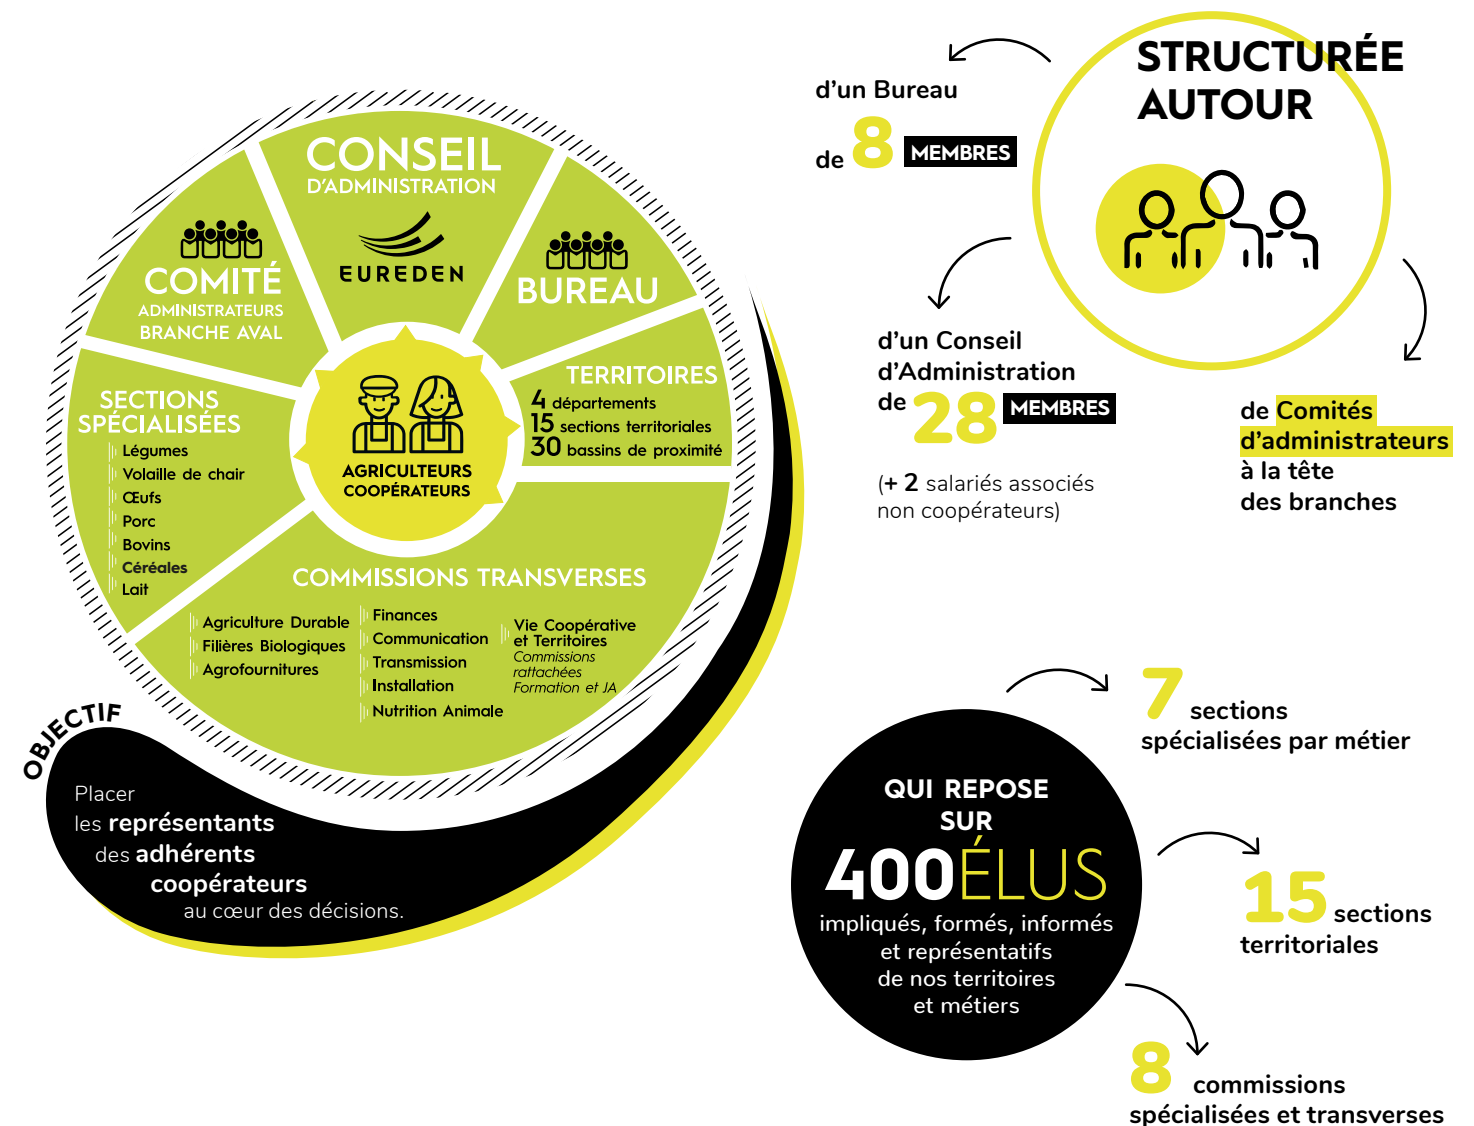 CONSEIL
D'ADMINISTRATION
EUREDEN
COMITÉ
ADMINISTRATEURS
BRANCHE AVAL
BUREAU
SECTIONS
SPÉCIALISÉES
Légumes
Volaille de chair
Œufs
Porc
Bovins
Céréales
Lait
AGRICULTEURS
COOPÉRATEURS
TERRITOIRES
4 départements
15 sections territoriales
30 bassins de proximité
COMMISSIONS TRANSVERSES
Agriculture Durable
Filières Biologiques
Agrofournitures
Finances
Communication
Transmission
Installation
Nutrition Animale
Vie Coopérative
et Territoires
Commissions
rattachées
Formation et JA
OBJECTIF
Placer
les représentants
des adhérents
coopérateurs
au cœur des décisions.
STRUCTURÉE
AUTOUR
d'un Bureau
de 8 MEMBRES
d'un Conseil
d'Administration
de 28 MEMBRES
(+ 2 salariés associés
non coopérateurs)
de Comités
d'administrateurs
à la tête
des branches
QUI REPOSE
SUR
400 ÉLUS
impliqués, formés, informés
et représentatifs
de nos territoires
et métiers
7 sections
spécialisées par métier
15 sections
territoriales
8 commissions
spécialisées et transverses